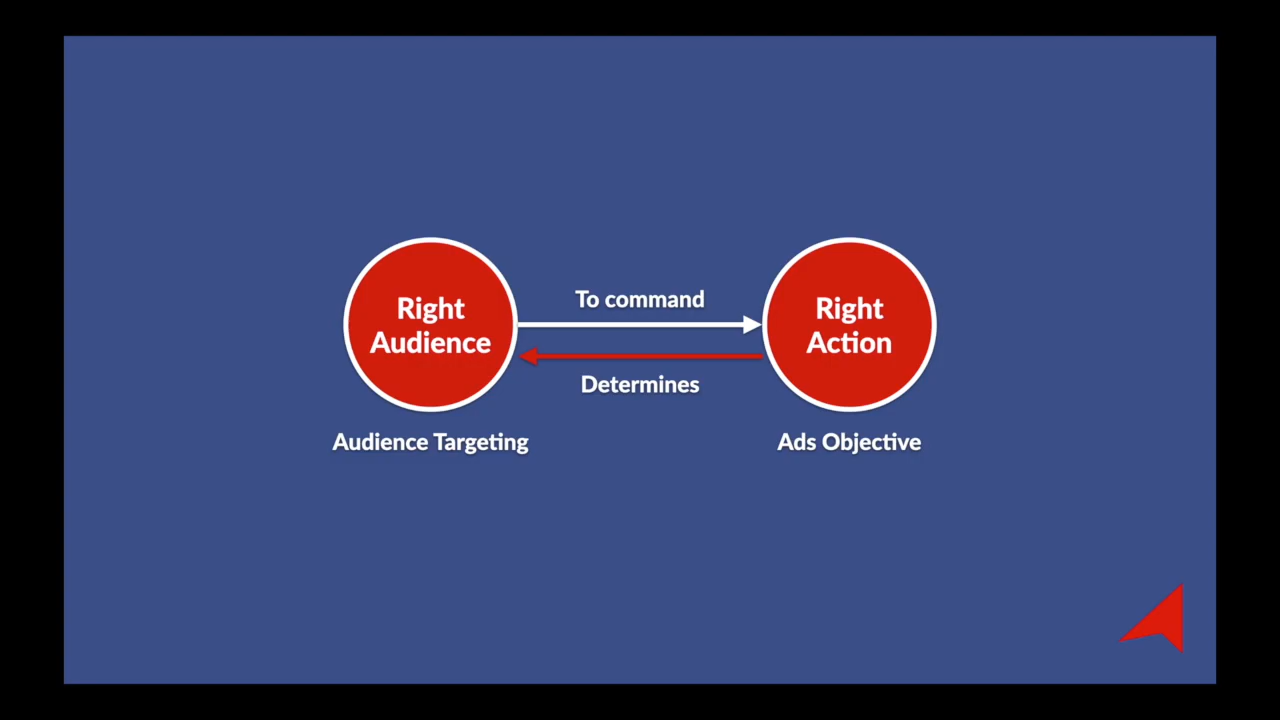 Right
Audience
To command
Determines
Right
Action
Audience Targeting
Ads Objective